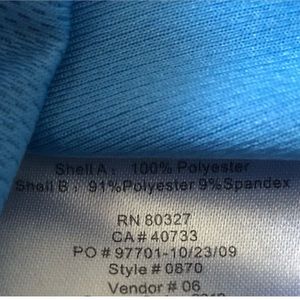 Shell A : 100% Polyester
Shell B : 91%Polyester 9%Spandex
RN 80327
CA# 40733
PO # 97701-10/23/09
Style # 0870
Vendor # 06